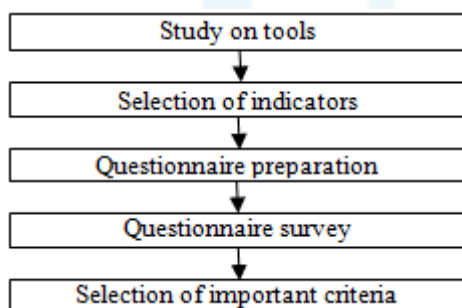 Study on tools
Selection of indicators
Questionnaire preparation
Questionnaire survey
Selection of important criteria